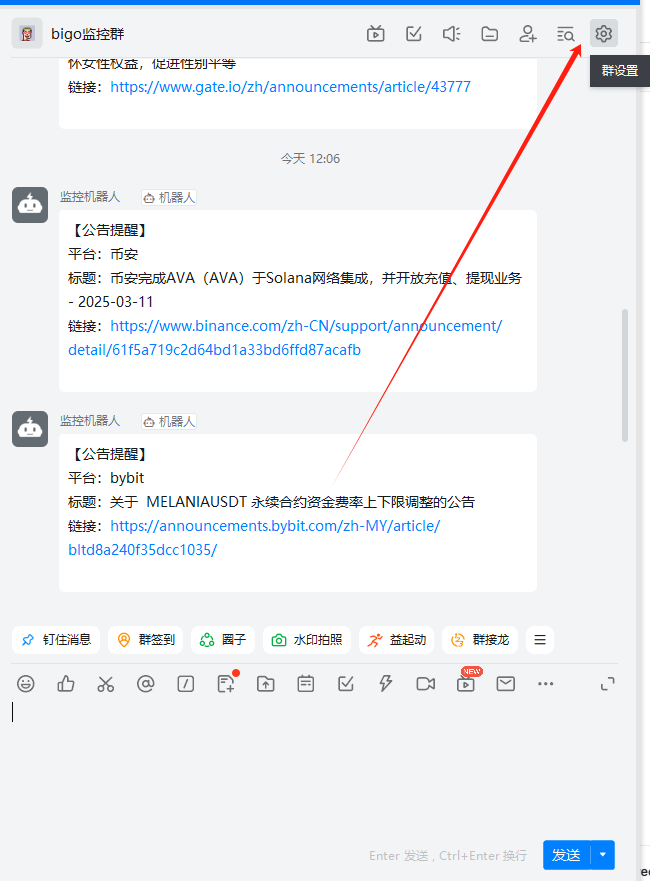 bigo监控群
群设置
怀女性权益，促进性别平等
链接：https://www.gate.io/zh/announcements/article/43777
今天 12:06
监控机器人 机器人
【公告提醒】
平台：币安
标题：币安完成AVA（AVA）于Solana网络集成，并开放充值、提现业务
- 2025-03-11
链接：https://www.binance.com/zh-CN/support/announcement/
detail/61f5a719c2d64bd1a33bd6ffd87acafb
监控机器人 机器人
【公告提醒】
平台：bybit
标题：关于 MELANIAUSDT 永续合约资金费率上下限调整的公告
链接：https://announcements.bybit.com/zh-MY/article/
bltd8a240f35dcc1035/
钉住消息 群签到 圈子 水印拍照 益起动 群接龙
NEW
Enter 发送 , Ctrl+Enter 换行 发送